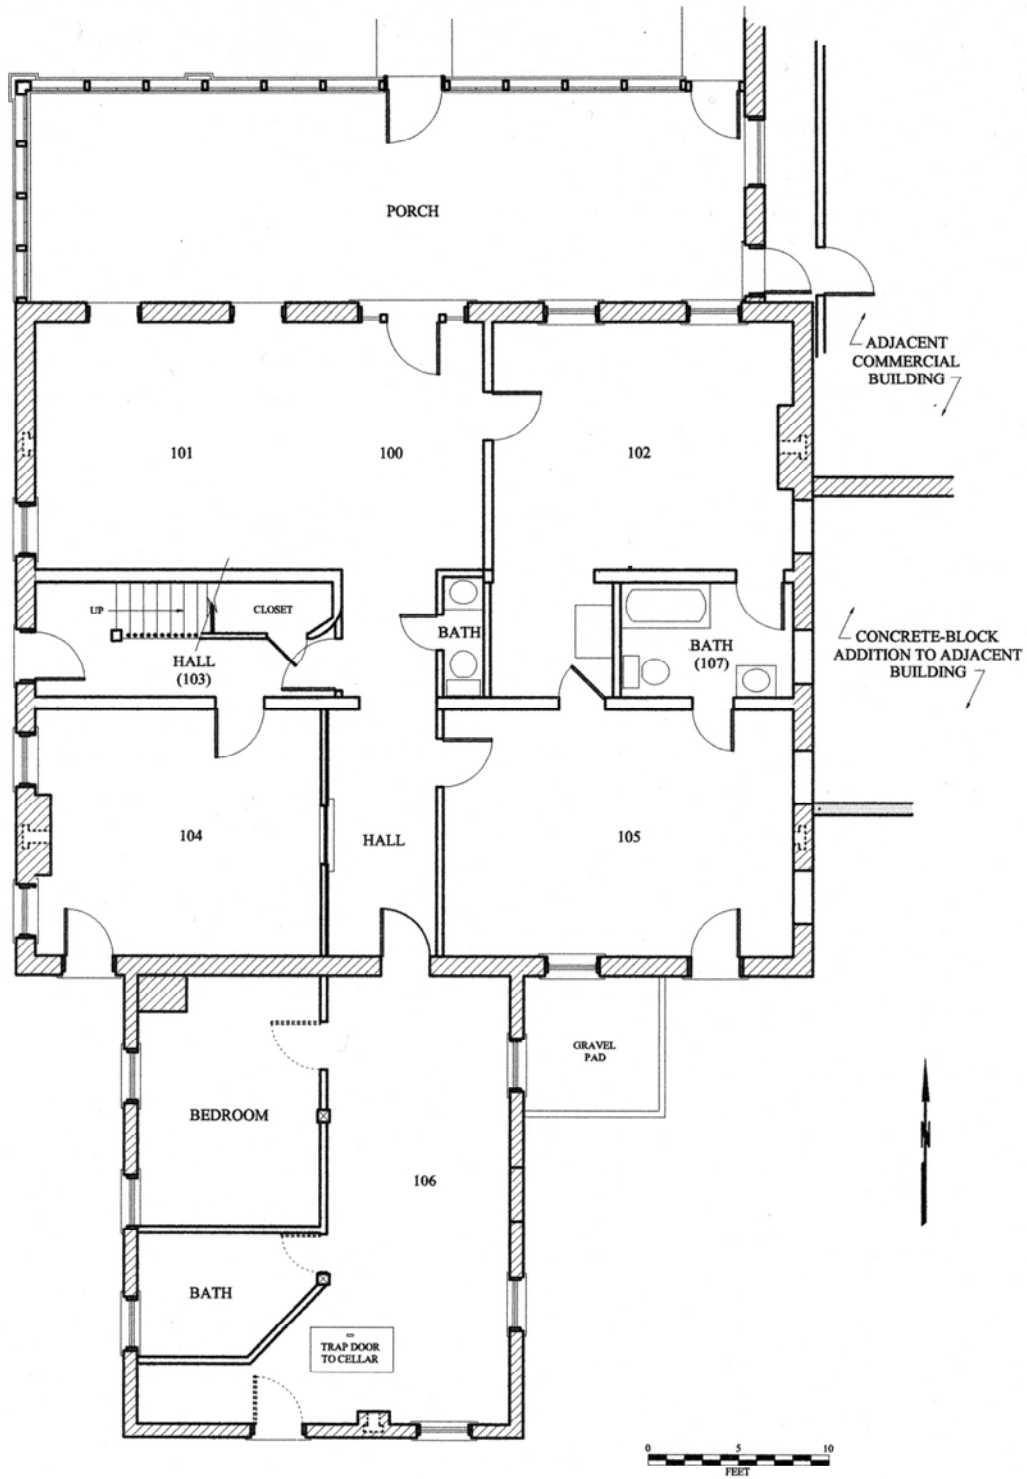 PORCH
ADJACENT
COMMERCIAL
BUILDING
101
100
102
UP
CLOSET
BATH
HALL
(103)
BATH
(107)
CONCRETE-BLOCK
ADDITION TO ADJACENT
BUILDING
104
HALL
105
GRAVEL
PAD
BEDROOM
N
106
BATH
TRAP DOOR
TO CELLAR
0 5 10
FEET